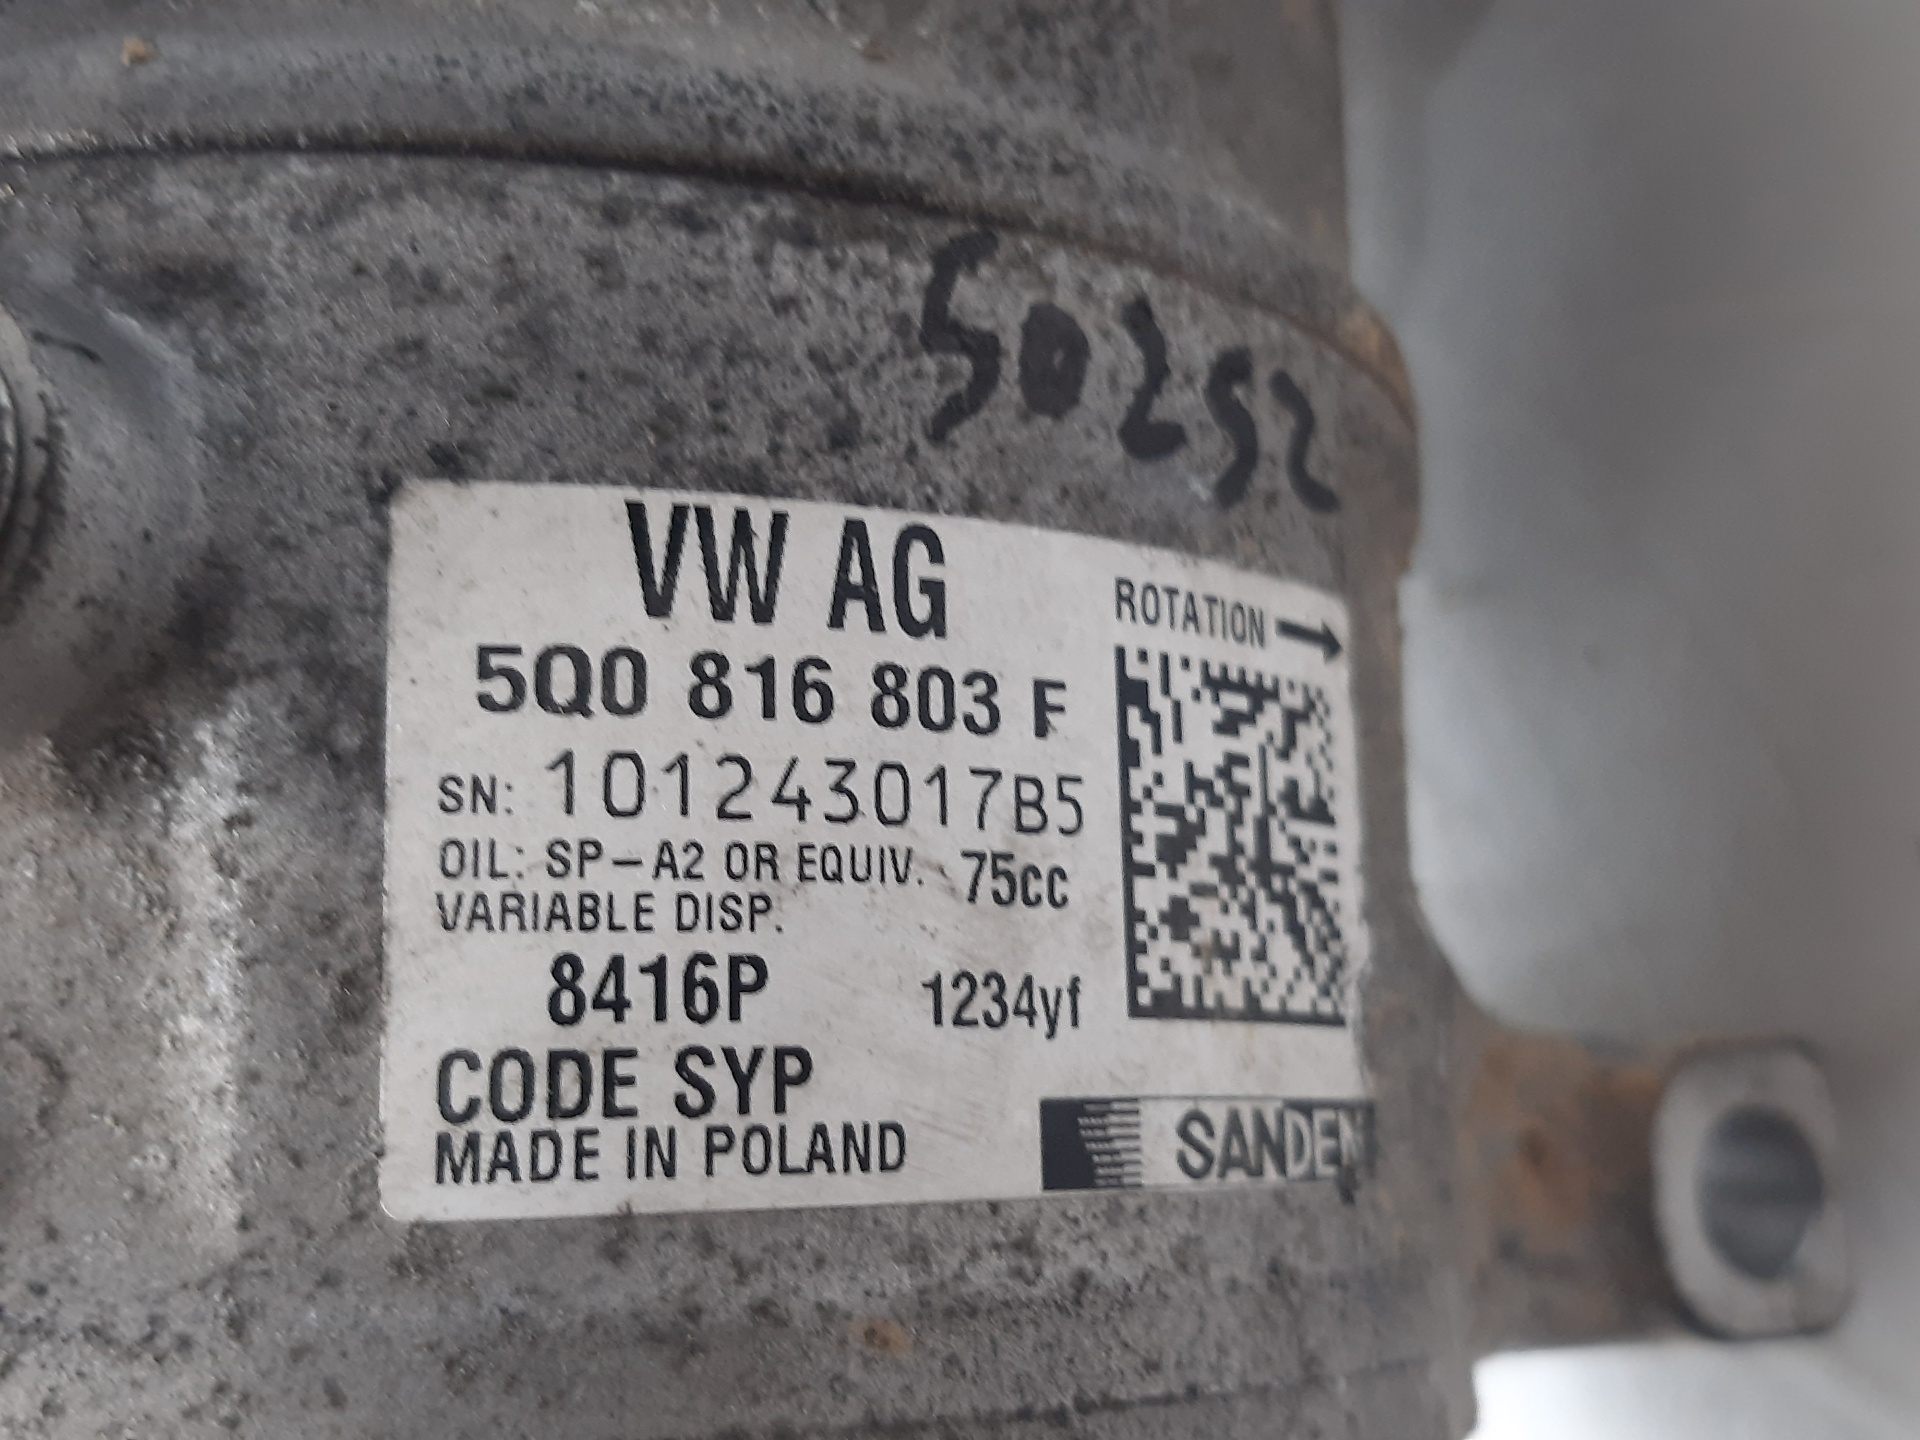 50252
VW AG
ROTATION →
5Q0 816 803 F
SN: 101243017B5
OIL: SP-A2 OR EQUIV. 75cc
VARIABLE DISP.
8416P 1234yf
CODE SYP
MADE IN POLAND
SANDEN